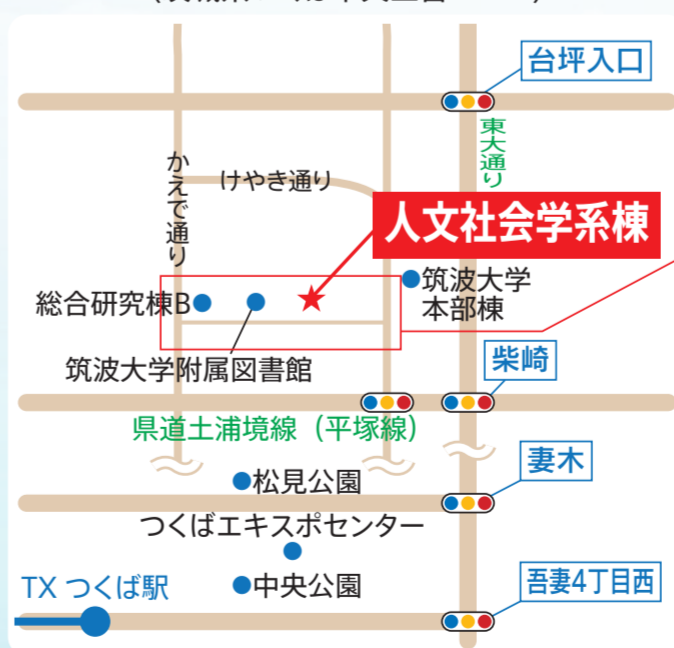 台坪入口
東大通り
かえで通り
けやき通り
人文社会学系棟
筑波大学
本部棟
総合研究棟B
筑波大学附属図書館
柴崎
県道土浦境線（平塚線）
妻木
松見公園
つくばエキスポセンター
中央公園
吾妻4丁目西
TX つくば駅